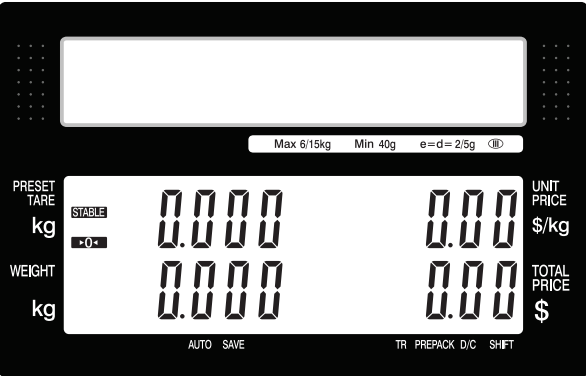 Max 6/15kg Min 40g e=d= 2/5g III
PRESET
TARE
kg
STABLE
►0◄
0.000
0.00
UNIT
PRICE
$/kg
WEIGHT
kg
0.000
0.00
TOTAL
PRICE
$
AUTO SAVE TR PREPACK D/C SHIFT